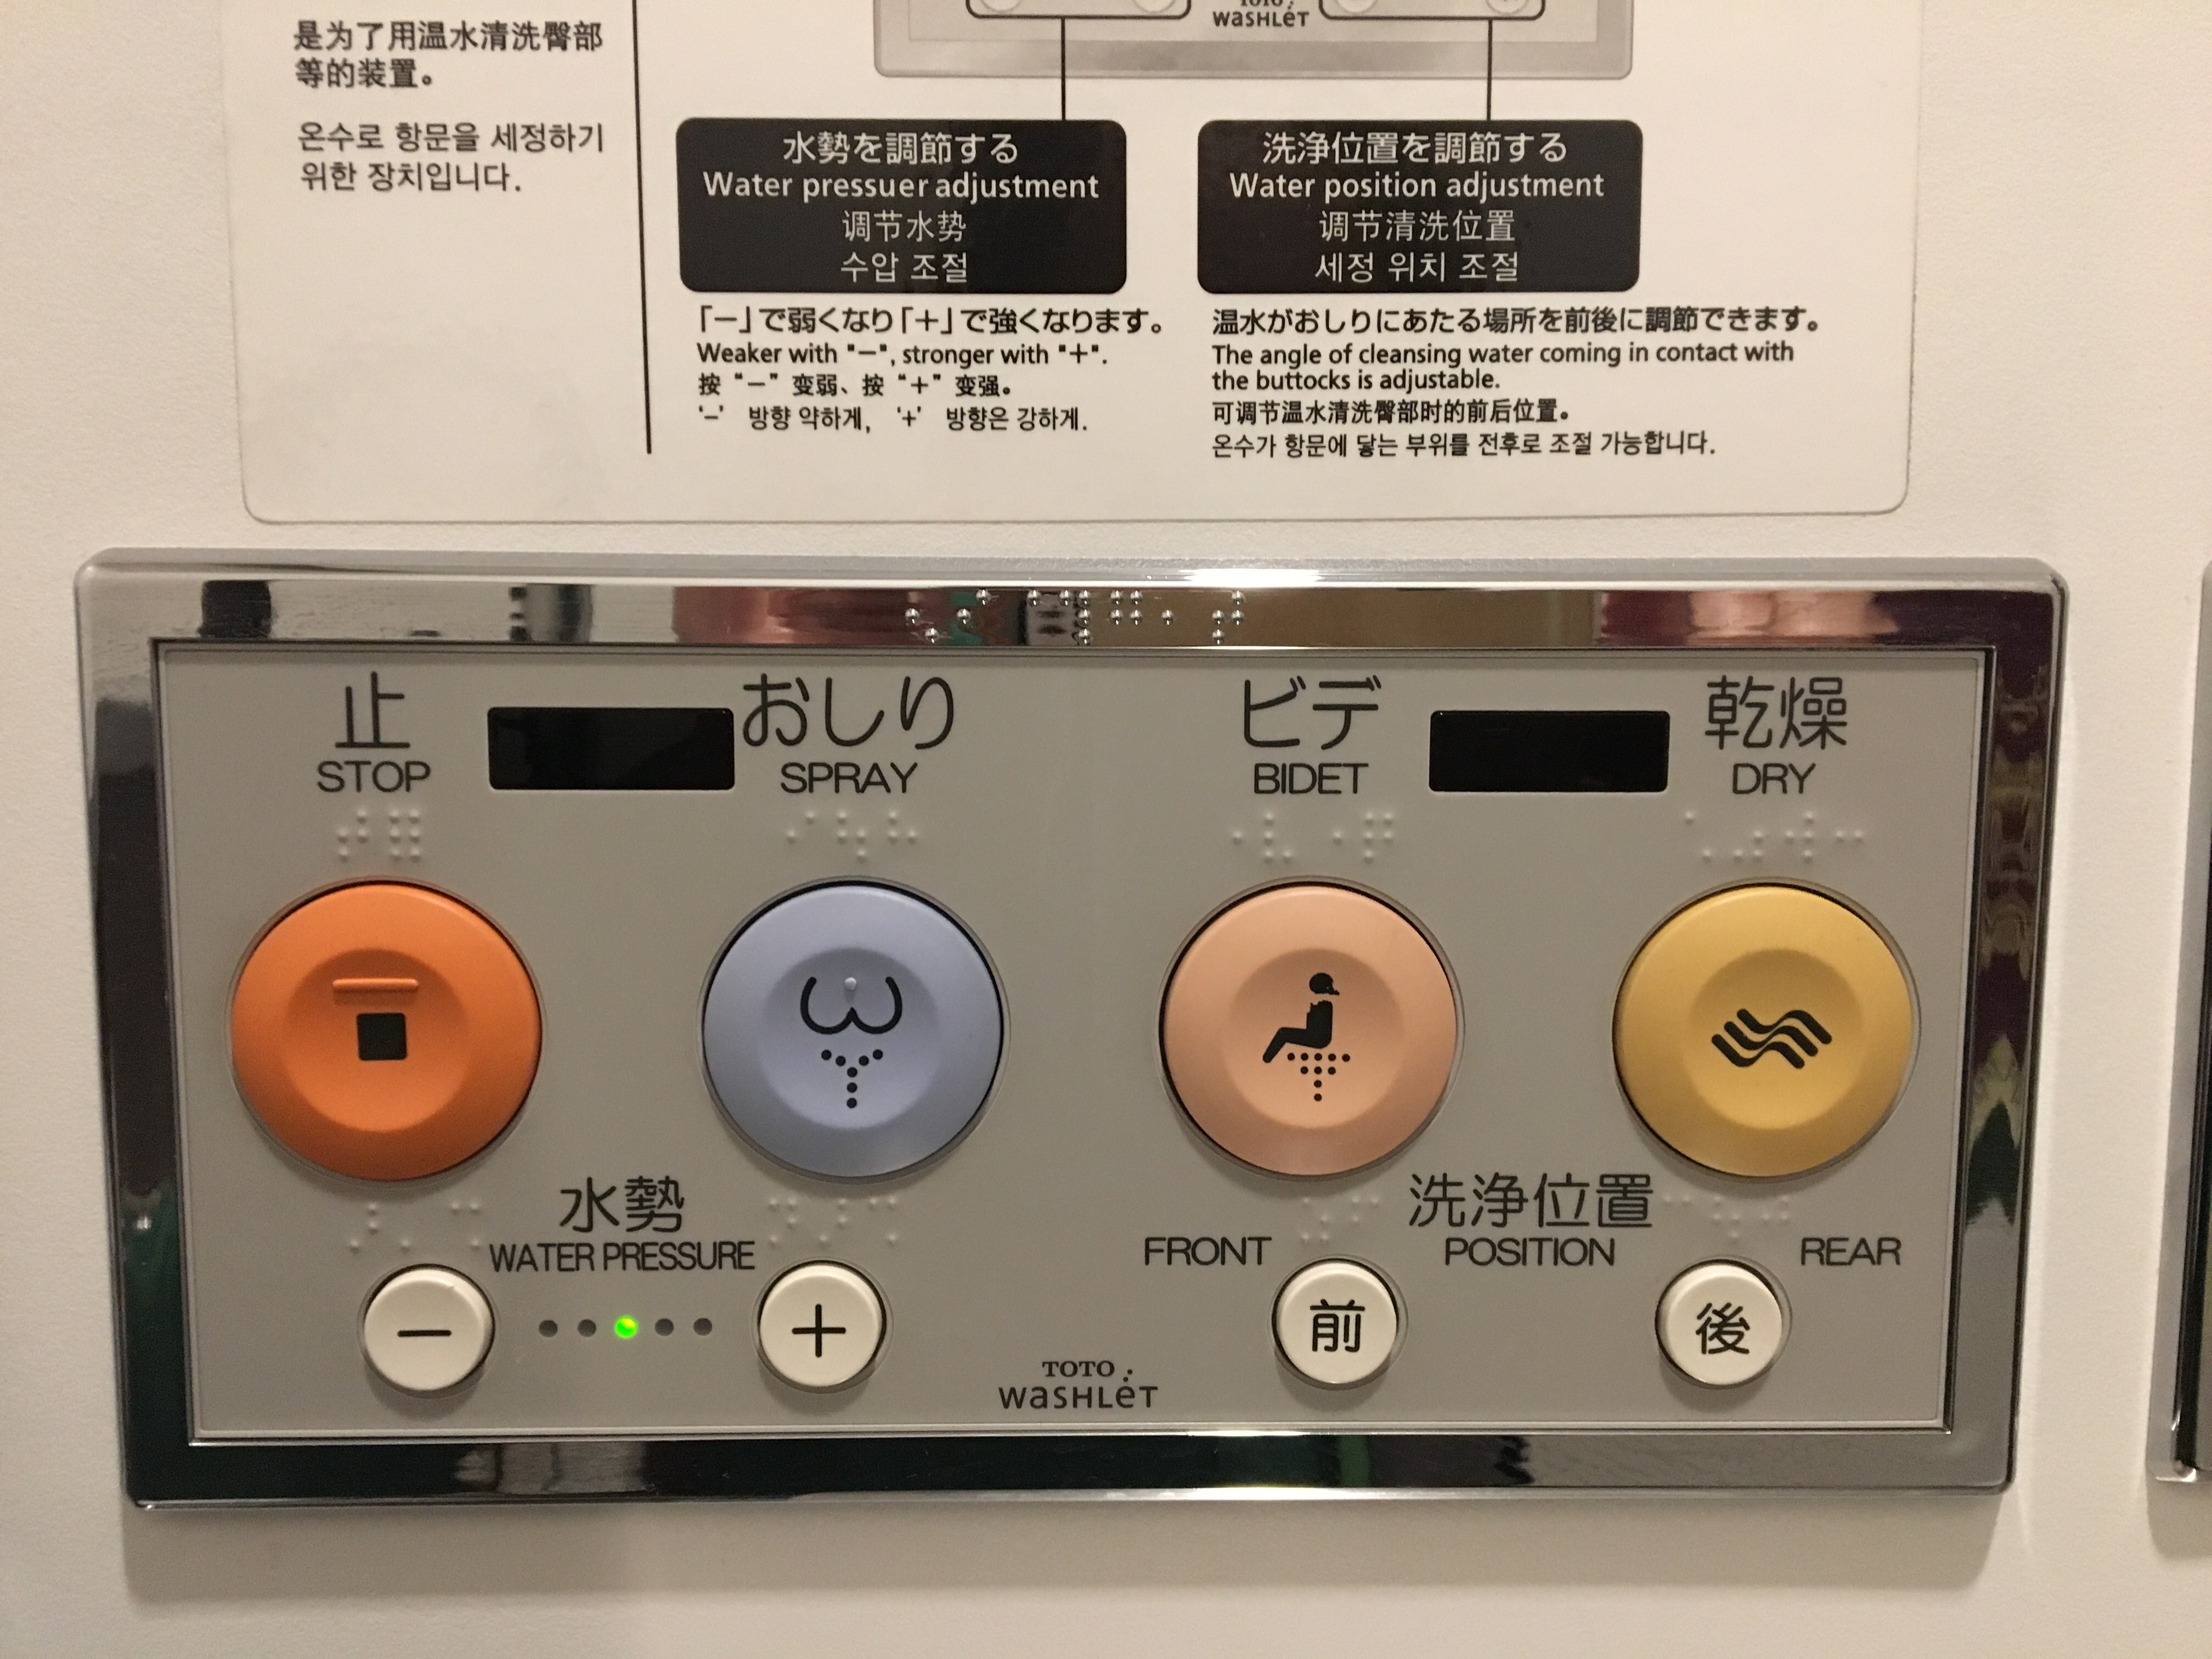 是为了用温水清洗臀部
等的装置。
온수로 항문을 세정하기
위한 장치입니다.
TOTO
WASHLET
水勢を調節する
Water pressuer adjustment
调节水势
수압 조절
「−」で弱くなり「+」で強くなります。
Weaker with "−", stronger with "+".
按“−”变弱、按“+”变强。
‘−’ 방향 약하게, ‘+’ 방향은 강하게.
洗浄位置を調節する
Water position adjustment
调节清洗位置
세정 위치 조절
温水がおしりにあたる場所を前後に調節できます。
The angle of cleansing water coming in contact with
the buttocks is adjustable.
可调节温水清洗臀部时的前后位置。
온수가 항문에 닿는 부위를 전후로 조절 가능합니다.
止
STOP
おしり
SPRAY
ビデ
BIDET
乾燥
DRY
水勢
WATER PRESSURE
−
+
FRONT
前
洗浄位置
POSITION
REAR
後
TOTO
WASHLET